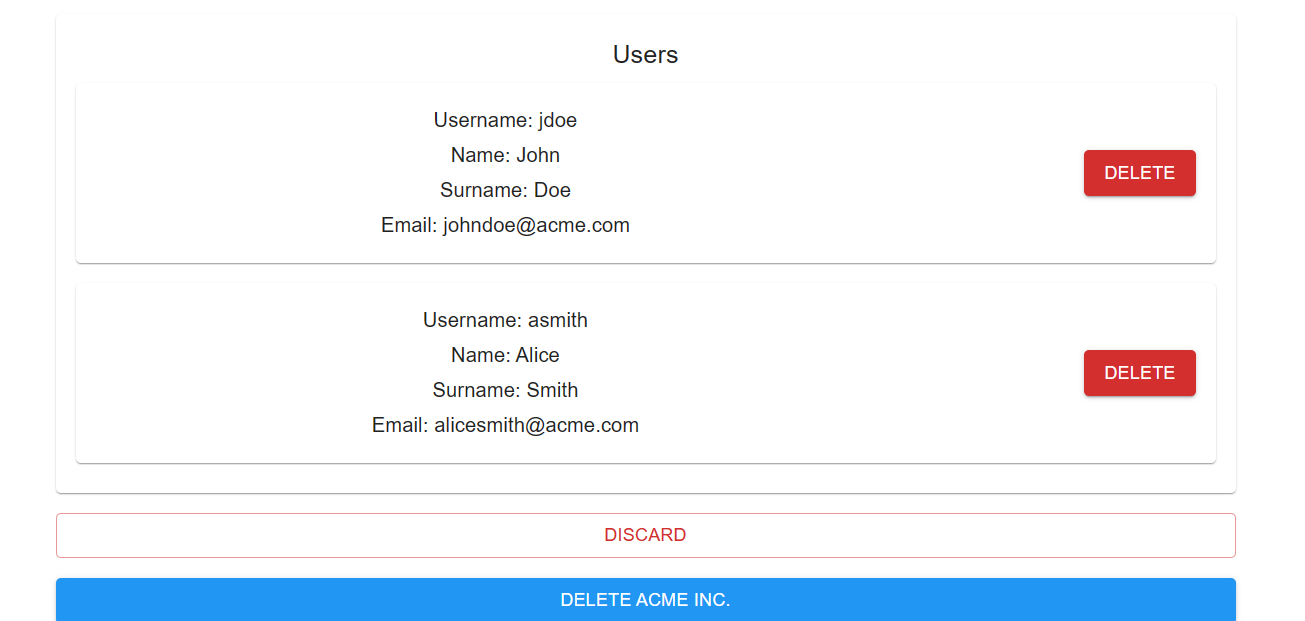 Users
Username: jdoe
Name: John
Surname: Doe
Email: johndoe@acme.com
DELETE
Username: asmith
Name: Alice
Surname: Smith
Email: alicesmith@acme.com
DELETE
DISCARD
DELETE ACME INC.